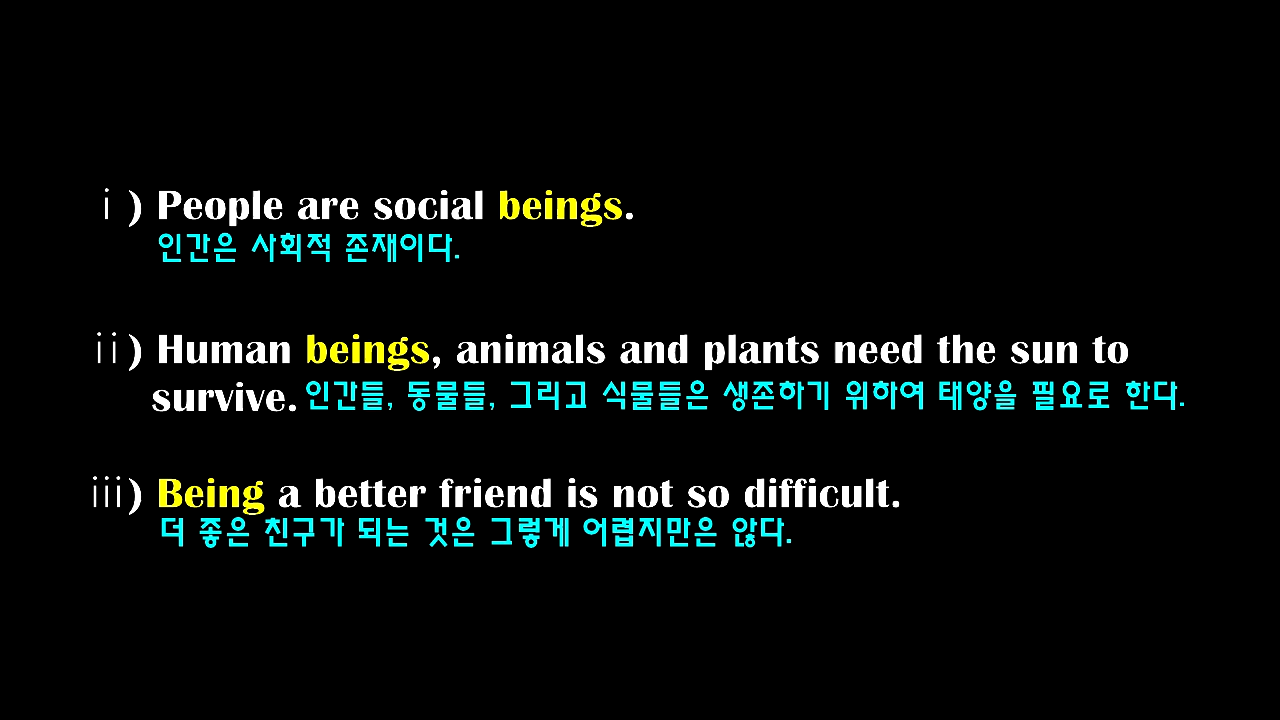 ⅰ) People are social beings.
인간은 사회적 존재이다.
ⅱ) Human beings, animals and plants need the sun to
survive. 인간들, 동물들, 그리고 식물들은 생존하기 위하여 태양을 필요로 한다.
ⅲ) Being a better friend is not so difficult.
더 좋은 친구가 되는 것은 그렇게 어렵지만은 않다.